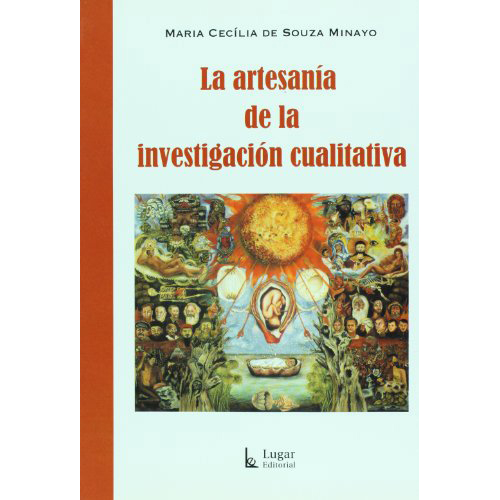 MARIA CECÍLIA DE SOUZA MINAYO
La artesanía
de la
investigación cualitativa
Lugar
Editorial